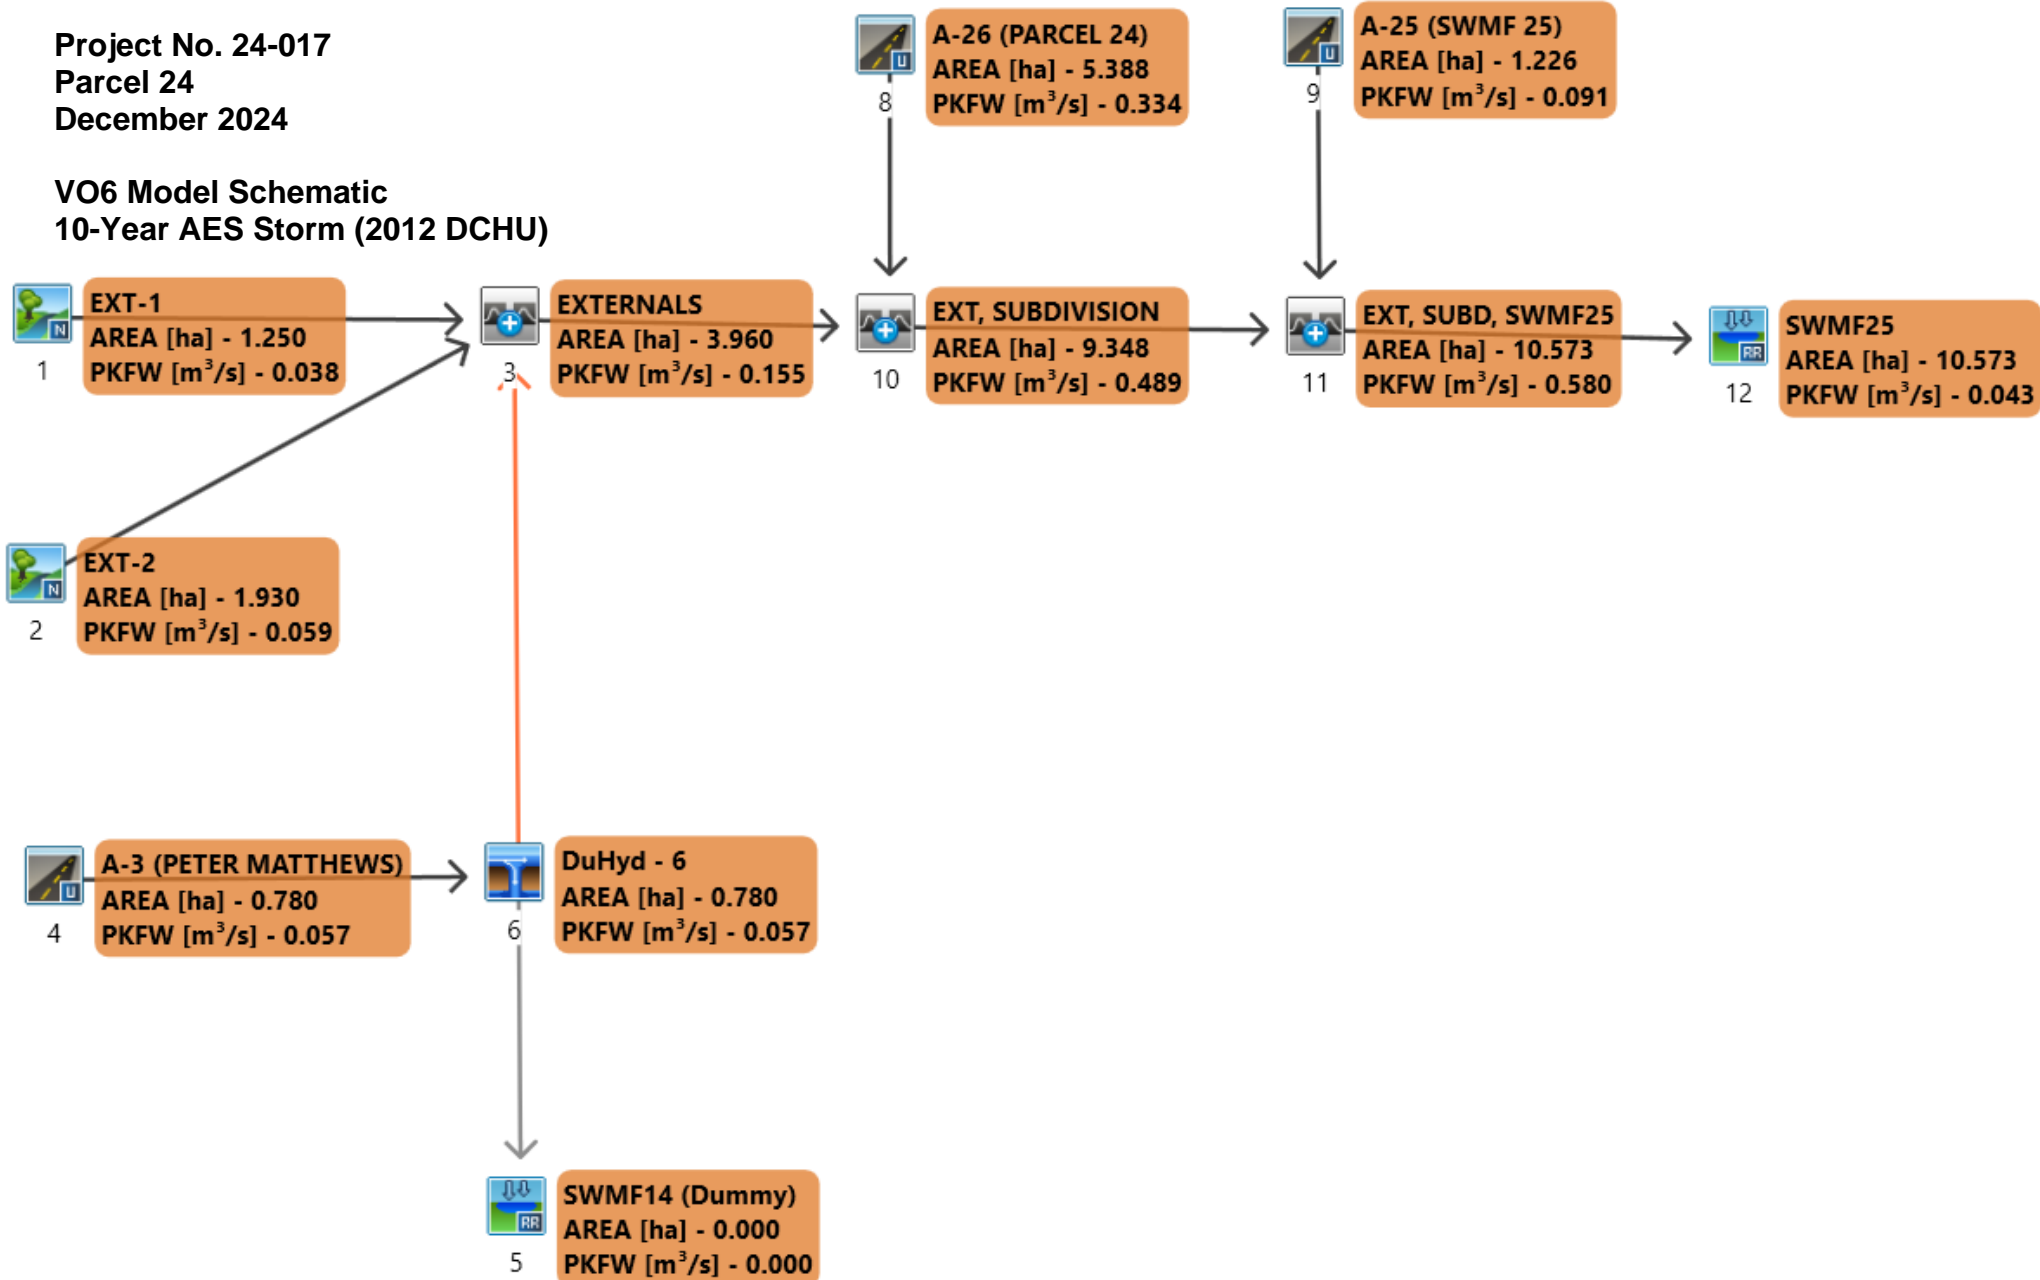 Project No. 24-017
Parcel 24
December 2024
VO6 Model Schematic
10-Year AES Storm (2012 DCHU)
A-26 (PARCEL 24)
AREA [ha] - 5.388
PKFW [m³/s] - 0.334
U
8
A-25 (SWMF 25)
AREA [ha] - 1.226
PKFW [m³/s] - 0.091
U
9
EXT-1
AREA [ha] - 1.250
PKFW [m³/s] - 0.038
N
1
EXTERNALS
AREA [ha] - 3.960
PKFW [m³/s] - 0.155
3
EXT, SUBDIVISION
AREA [ha] - 9.348
PKFW [m³/s] - 0.489
10
EXT, SUBD, SWMF25
AREA [ha] - 10.573
PKFW [m³/s] - 0.580
11
SWMF25
AREA [ha] - 10.573
PKFW [m³/s] - 0.043
RR
12
EXT-2
AREA [ha] - 1.930
PKFW [m³/s] - 0.059
N
2
A-3 (PETER MATTHEWS)
AREA [ha] - 0.780
PKFW [m³/s] - 0.057
U
4
DuHyd - 6
AREA [ha] - 0.780
PKFW [m³/s] - 0.057
6
SWMF14 (Dummy)
AREA [ha] - 0.000
PKFW [m³/s] - 0.000
RR
5